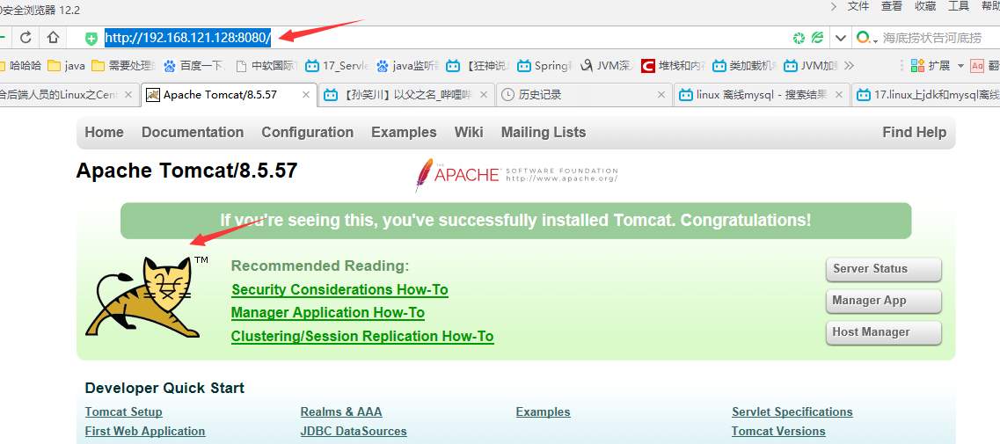 安全浏览器 12.2
文件 查看 收藏 工具 帮助
http://192.168.121.128:8080/
海底捞状告河底捞
哈哈哈 java 需要处理 百度一下 中软国际 17_Servle java监听 【狂神说 Spring JVM深入 堆栈和内存 类加载机制 JVM加 扩展
合后端人员的Linux之Cent Apache Tomcat/8.5.57 【孙笑川】以父之名_哔哩哔 历史记录 linux 离线mysql - 搜索结果 17.linux上jdk和mysql离线
Home Documentation Configuration Examples Wiki Mailing Lists Find Help
Apache Tomcat/8.5.57
THE
APACHE SOFTWARE FOUNDATION
http://www.apache.org/
If you're seeing this, you've successfully installed Tomcat. Congratulations!
TM
Recommended Reading:
Security Considerations How-To
Manager Application How-To
Clustering/Session Replication How-To
Server Status
Manager App
Host Manager
Developer Quick Start
Tomcat Setup Realms & AAA Examples Servlet Specifications
First Web Application JDBC DataSources Tomcat Versions